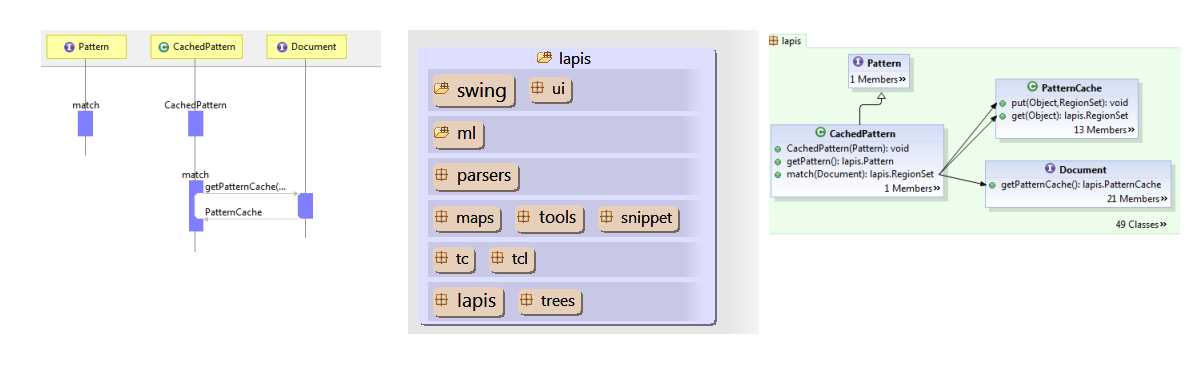 Pattern
CachedPattern
Document
match
CachedPattern
match
getPatternCache(...
PatternCache
lapis
swing
ui
ml
parsers
maps
tools
snippet
tc
tcl
lapis
trees
lapis
Pattern
1 Members»
CachedPattern
CachedPattern(Pattern): void
getPattern(): lapis.Pattern
match(Document): lapis.RegionSet
1 Members»
PatternCache
put(Object,RegionSet): void
get(Object): lapis.RegionSet
13 Members»
Document
getPatternCache(): lapis.PatternCache
21 Members»
49 Classes»